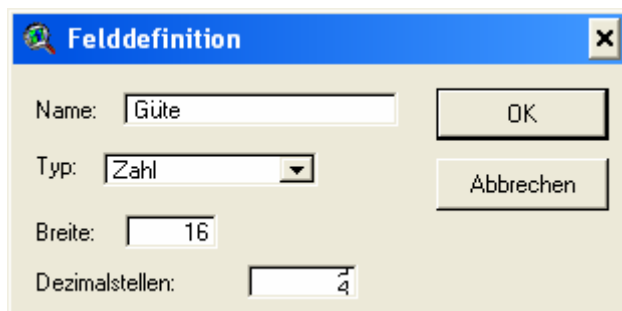 Felddefinition
Name: Güte
OK
Typ: Zahl
Abbrechen
Breite: 16
Dezimalstellen: 4